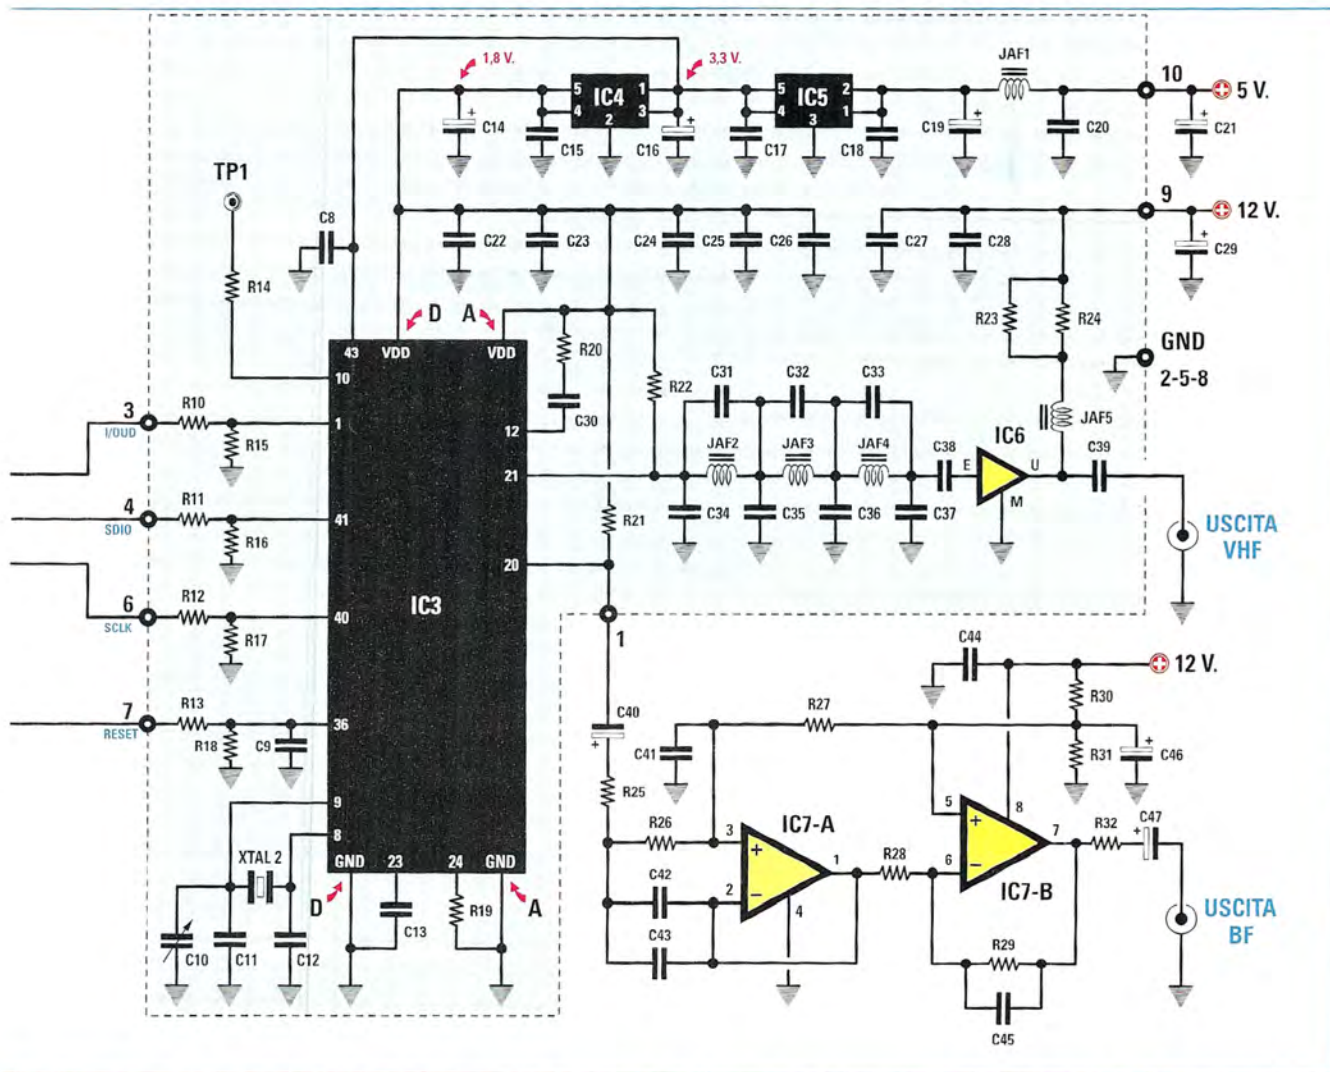 1,8 V.
3,3 V.
JAF1
10
5 V.
5
1
IC4
4
3
2
5
2
IC5
4
1
3
C14
C15
C16
C17
C18
C19
C20
C21
TP1
9
12 V.
C8
C22
C23
C24
C25
C26
C27
C28
C29
R14
D
A
R23
R24
GND
2-5-8
43
VDD
VDD
R20
C31
C32
C33
10
R22
3
I/OUD
R10
1
C30
JAF5
R15
12
JAF2
JAF3
JAF4
C38
IC6
C39
21
E
U
M
4
SDIO
R11
41
R16
R21
C34
C35
C36
C37
USCITA
VHF
20
6
SCLK
R12
IC3
40
R17
1
C44
12 V.
7
RESET
R13
36
R18
C9
C40
R27
R30
C41
R31
C46
R25
9
8
XTAL 2
R26
3
IC7-A
5
8
IC7-B
7
R32
C47
GND
23
24
GND
C42
2
1
R28
6
4
D
A
R19
C13
C43
R29
USCITA
BF
C10
C11
C12
C45
+
+
+
+
+
+
+
+
+
−
+
−